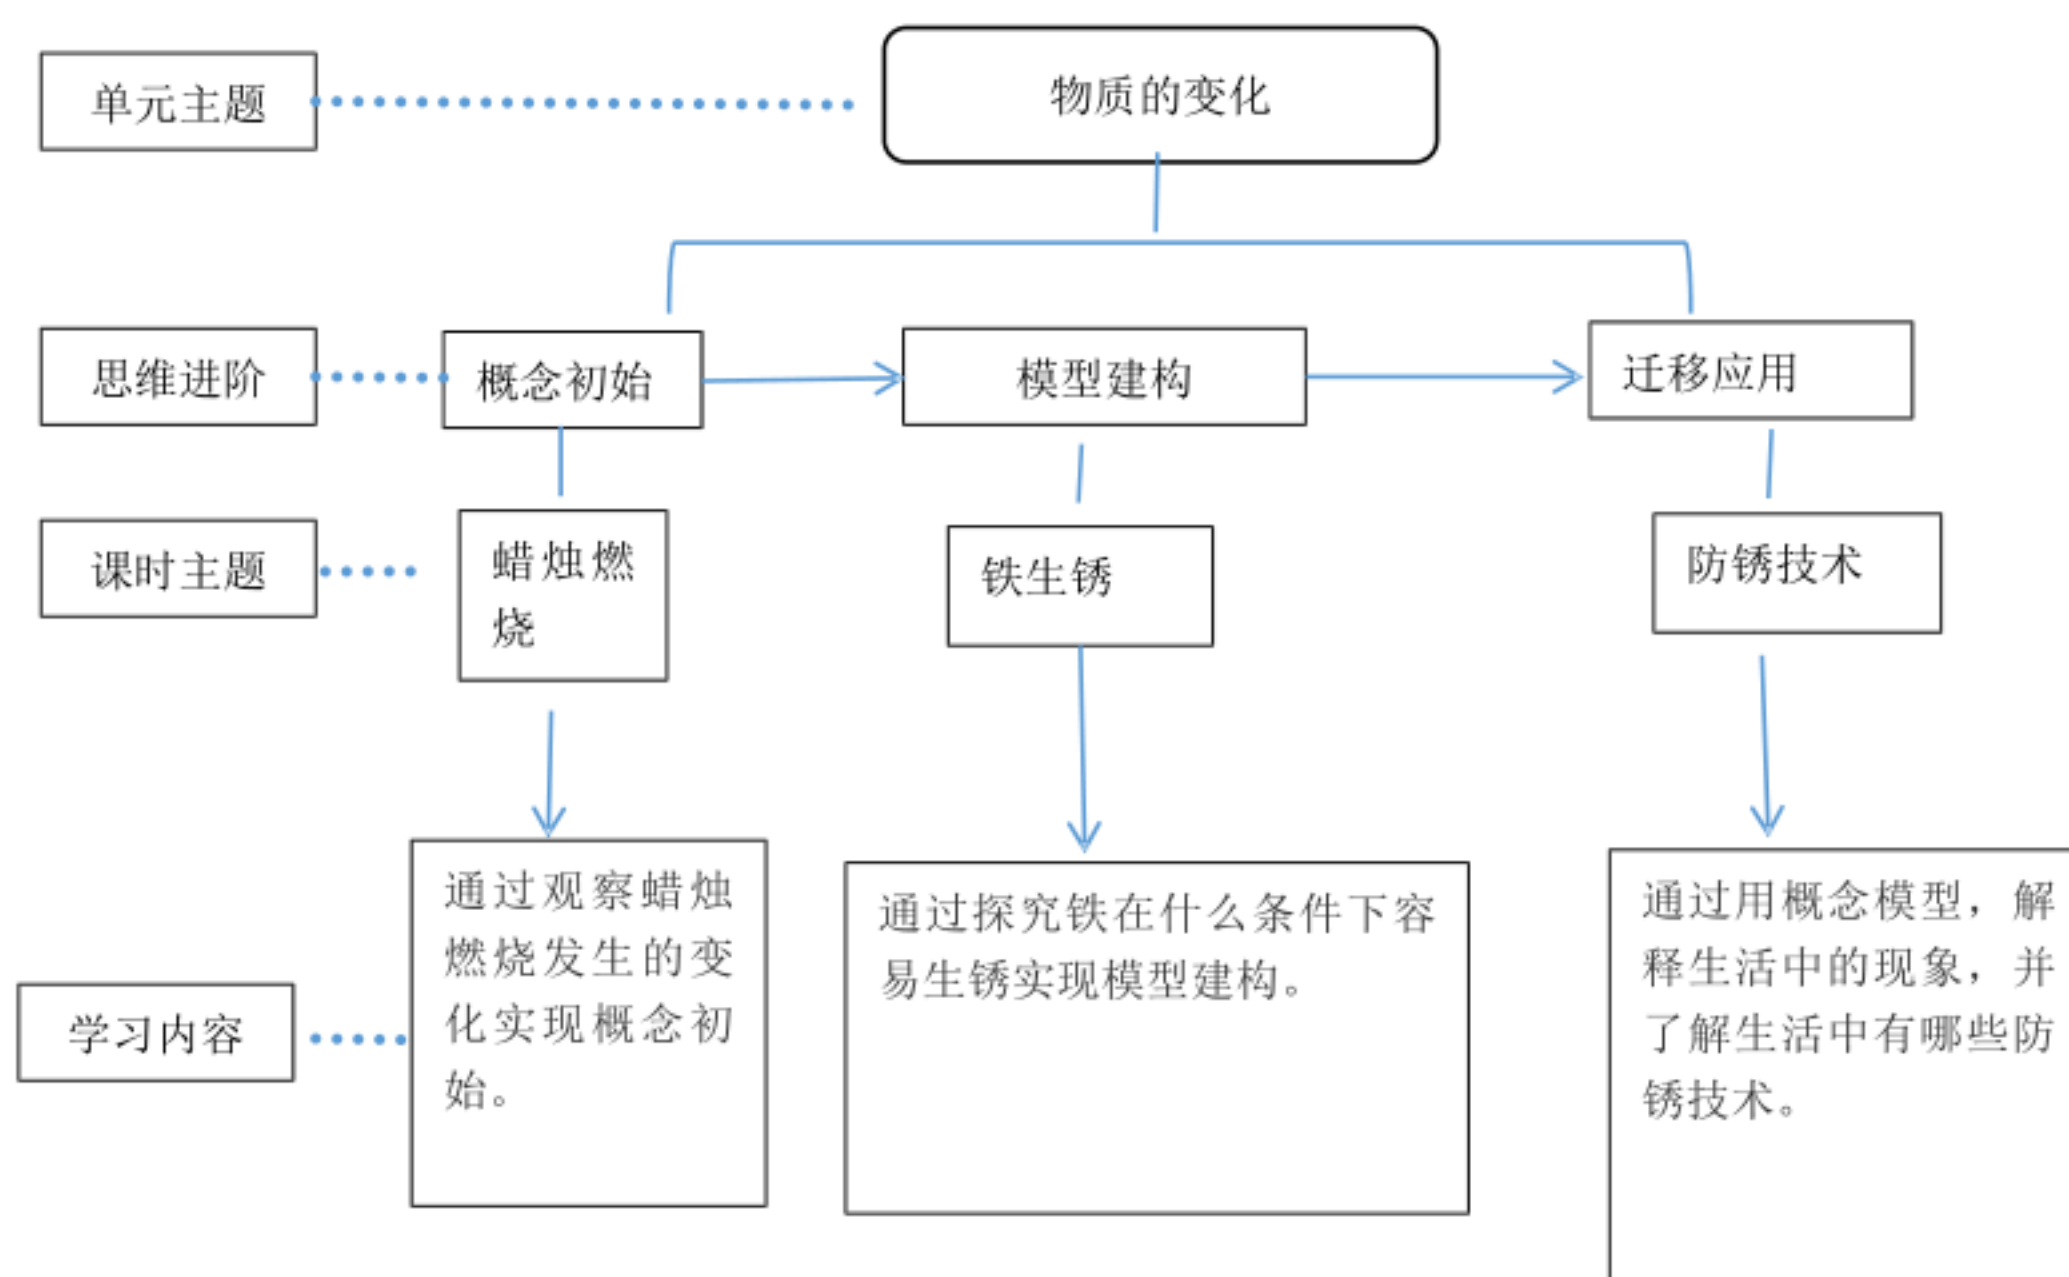 单元主题
物质的变化
思维进阶
概念初始
模型建构
迁移应用
课时主题
蜡烛燃
烧
铁生锈
防锈技术
学习内容
通过观察蜡烛
燃烧发生的变
化实现概念初
始。
通过探究铁在什么条件下容
易生锈实现模型建构。
通过用概念模型，解
释生活中的现象，并
了解生活中有哪些防
锈技术。